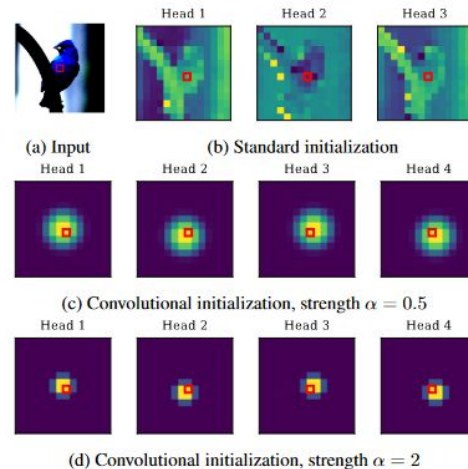 Head 1 Head 2 Head 3
(a) Input (b) Standard initialization
Head 1 Head 2 Head 3 Head 4
(c) Convolutional initialization, strength α = 0.5
Head 1 Head 2 Head 3 Head 4
(d) Convolutional initialization, strength α = 2